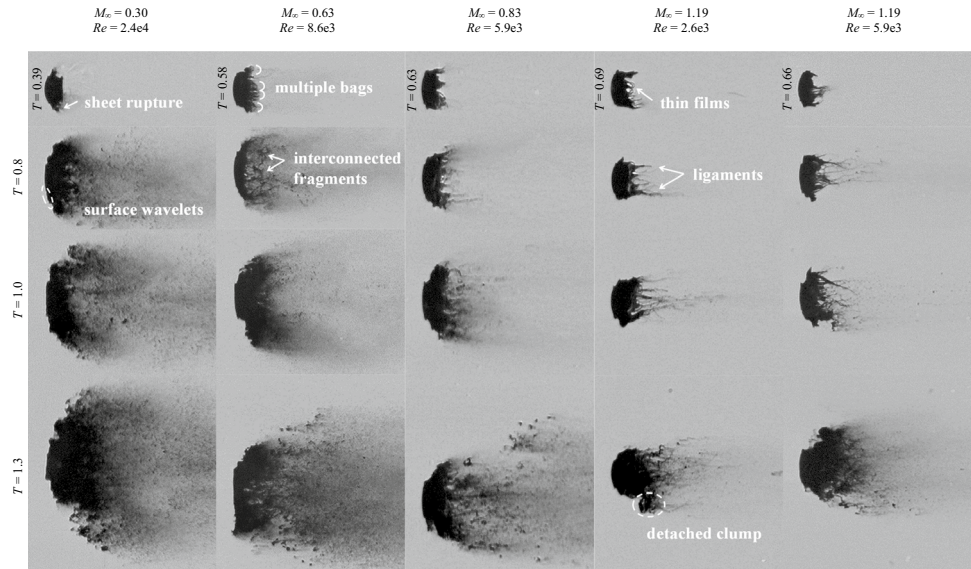 M∞ = 0.30
Re = 2.4e4
M∞ = 0.63
Re = 8.6e3
M∞ = 0.83
Re = 5.9e3
M∞ = 1.19
Re = 2.6e3
M∞ = 1.19
Re = 5.9e3
T = 0.39
sheet rupture
T = 0.58
multiple bags
T = 0.63
T = 0.69
thin films
T = 0.66
T = 0.8
surface wavelets
interconnected
fragments
ligaments
T = 1.0
T = 1.3
detached clump